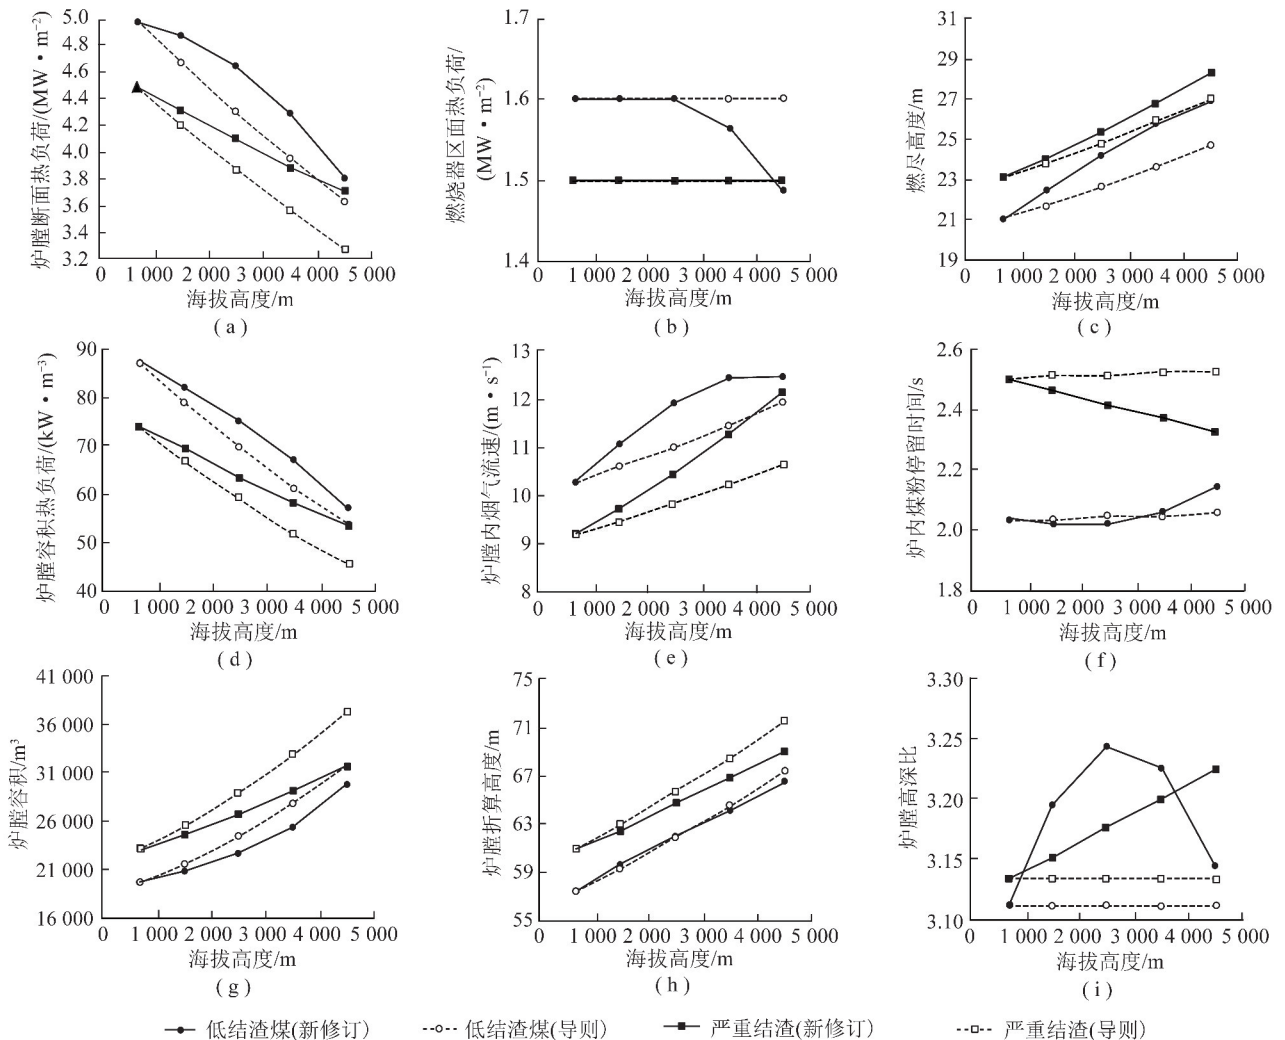 5.0
4.8
4.6
4.4
4.2
4.0
3.8
3.6
3.4
3.2
炉膛断面热负荷/(MW·m⁻²)
0 1 000 2 000 3 000 4 000 5 000
海拔高度/m
(a)
1.7
1.6
1.5
1.4
燃烧器区面热负荷/
(MW·m⁻²)
0 1 000 2 000 3 000 4 000 5 000
海拔高度/m
(b)
31
29
27
25
23
21
19
燃尽高度/m
0 1 000 2 000 3 000 4 000 5 000
海拔高度/m
(c)
90
80
70
60
50
40
炉膛容积热负荷/(kW·m⁻³)
0 1 000 2 000 3 000 4 000 5 000
海拔高度/m
(d)
13
12
11
10
9
8
炉膛内烟气流速/(m·s⁻¹)
0 1 000 2 000 3 000 4 000 5 000
海拔高度/m
(e)
2.6
2.4
2.2
2.0
1.8
炉内煤粉停留时间/s
0 1 000 2 000 3 000 4 000 5 000
海拔高度/m
(f)
41 000
36 000
31 000
26 000
21 000
16 000
炉膛容积/m³
0 1 000 2 000 3 000 4 000 5 000
海拔高度/m
(g)
75
71
67
63
59
55
炉膛折算高度/m
0 1 000 2 000 3 000 4 000 5 000
海拔高度/m
(h)
3.30
3.25
3.20
3.15
3.10
炉膛高深比
0 1 000 2 000 3 000 4 000 5 000
海拔高度/m
(i)
低结渣煤(新修订) 低结渣煤(导则) 严重结渣(新修订) 严重结渣(导则)